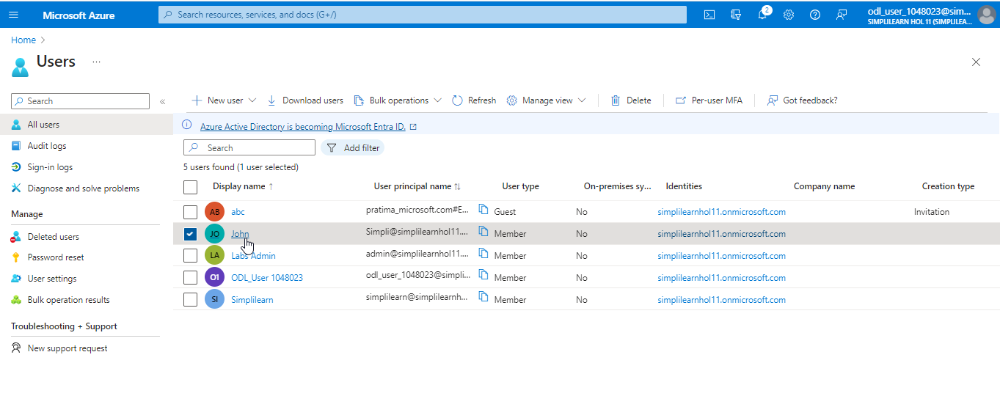 Microsoft Azure
Search resources, services, and docs (G+/)
2
odl_user_1048023@sim...
SIMPLILEARN HOL 11 (SIMPLILEA...
Home >
Users ...
Search «
All users
Audit logs
Sign-in logs
Diagnose and solve problems
Manage
Deleted users
Password reset
User settings
Bulk operation results
Troubleshooting + Support
New support request
New user Download users Bulk operations Refresh Manage view Delete Per-user MFA Got feedback?
Azure Active Directory is becoming Microsoft Entra ID.
Search Add filter
5 users found (1 user selected)
Display name ↑ User principal name ↑↓ User type On-premises sy... Identities Company name Creation type
AB abc pratima_microsoft.com#E... Guest No simplilearnhol11.onmicrosoft.com Invitation
JO John Simpli@simplilearnhol11.... Member No simplilearnhol11.onmicrosoft.com
LA Labs Admin admin@simplilearnhol11.... Member No simplilearnhol11.onmicrosoft.com
O1 ODL_User 1048023 odl_user_1048023@simpli... Member No simplilearnhol11.onmicrosoft.com
SI Simplilearn simplilearn@simplilearnh... Member No simplilearnhol11.onmicrosoft.com